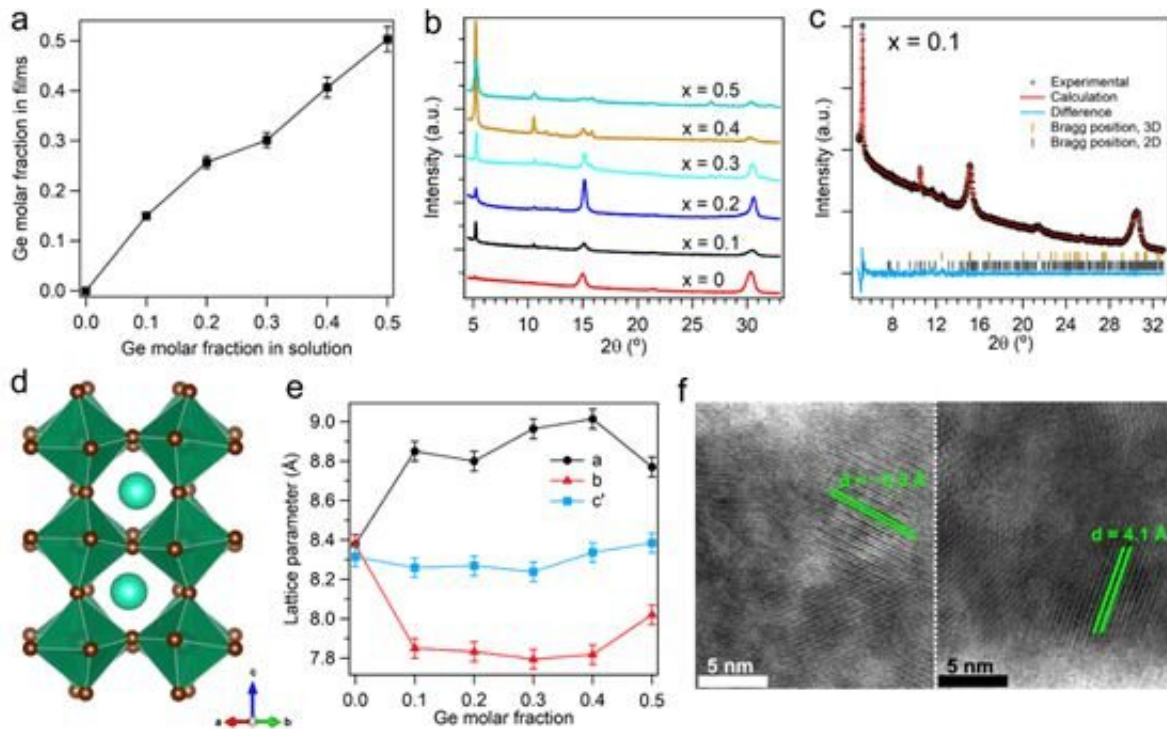 a
0.5
0.4
0.3
0.2
0.1
0.0
Ge molar fraction in films
0.0 0.1 0.2 0.3 0.4 0.5
Ge molar fraction in solution
b
Intensity (a.u.)
x = 0.5
x = 0.4
x = 0.3
x = 0.2
x = 0.1
x = 0
5 10 15 20 25 30
2θ (º)
c
x = 0.1
Intensity (a.u.)
Experimental
Calculation
Difference
Bragg position, 3D
Bragg position, 2D
8 12 16 20 24 28 32
2θ (º)
d
c
a b
e
9.0
8.8
8.6
8.4
8.2
8.0
7.8
Lattice parameter (Å)
a
b
c'
0.0 0.1 0.2 0.3 0.4 0.5
Ge molar fraction
f
5 nm
d = 4.1 Å
5 nm